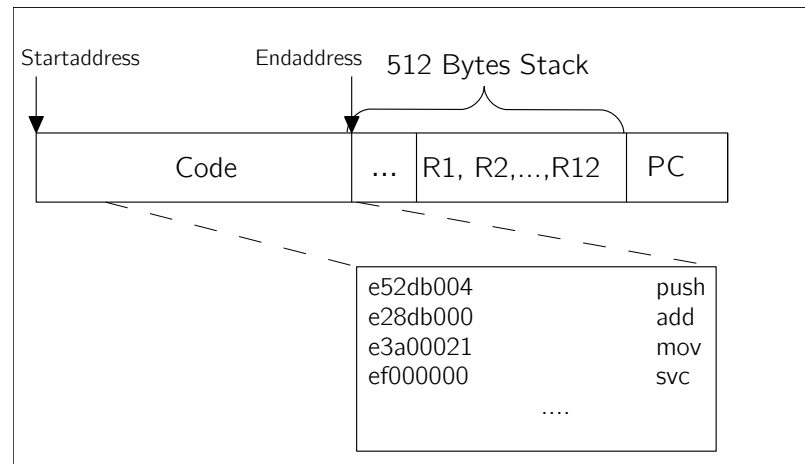 Startaddress
Endaddress
512 Bytes Stack
Code
...
R1, R2,...,R12
PC
e52db004 push
e28db000 add
e3a00021 mov
ef000000 svc
....